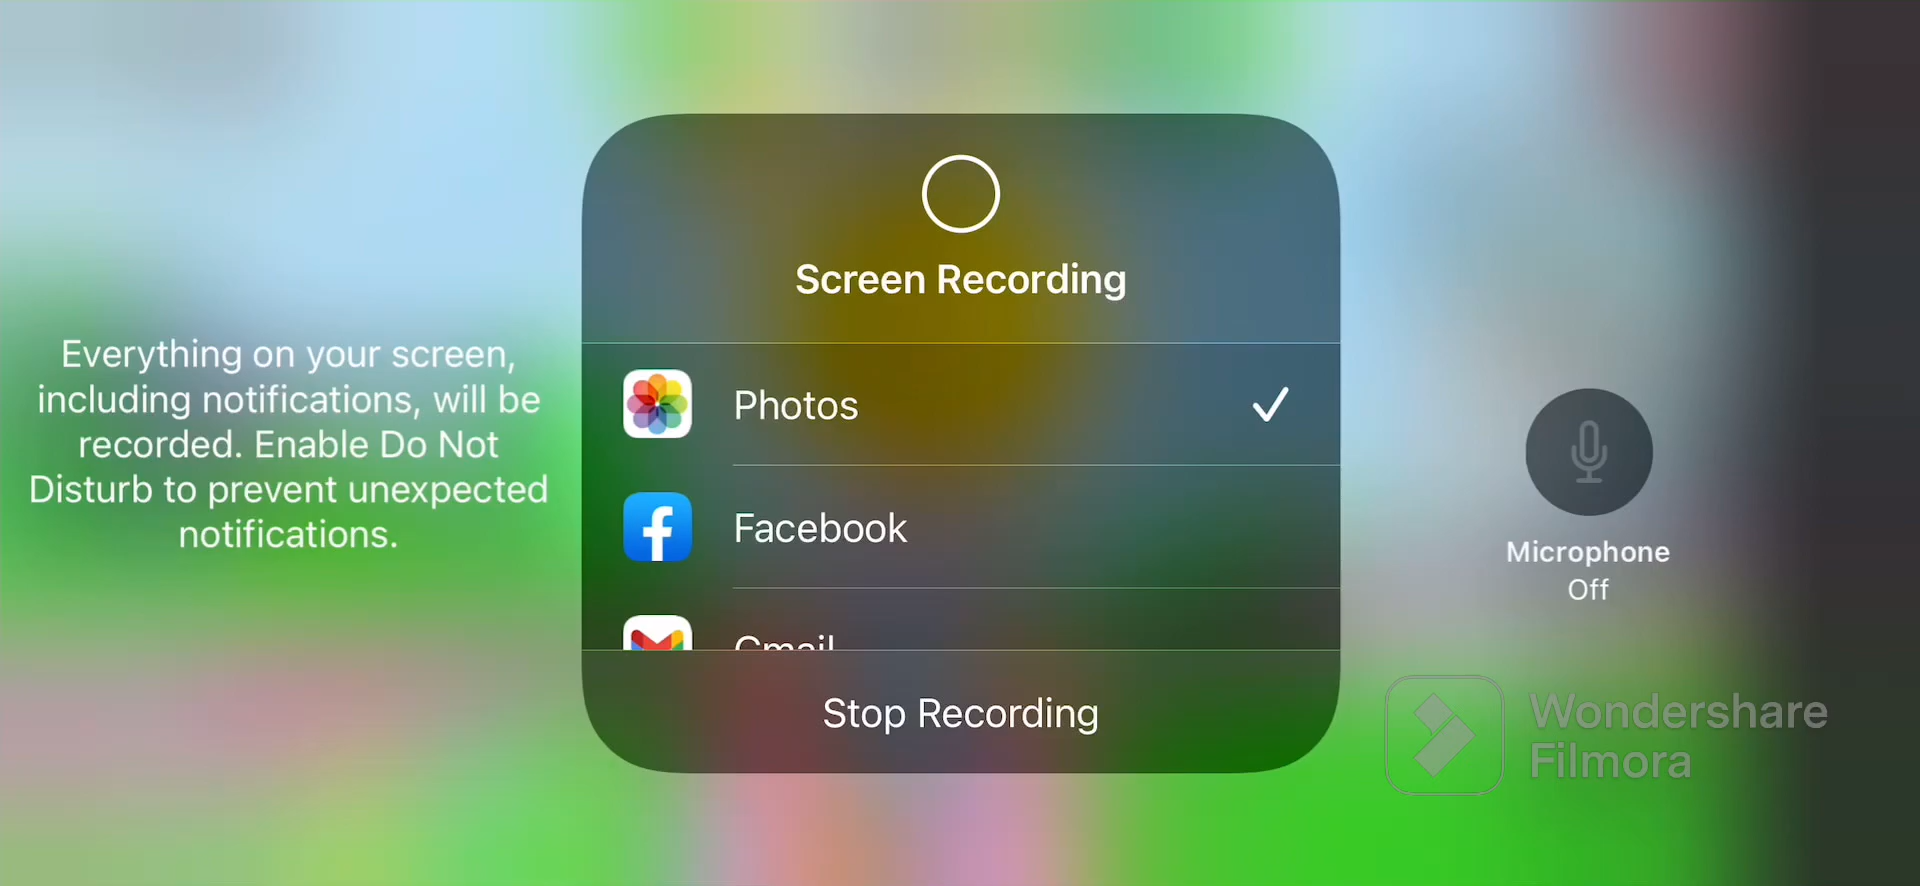 Everything on your screen,
including notifications, will be
recorded. Enable Do Not
Disturb to prevent unexpected
notifications.
Screen Recording
Photos
Facebook
Gmail
Stop Recording
Microphone
Off
Wondershare
Filmora